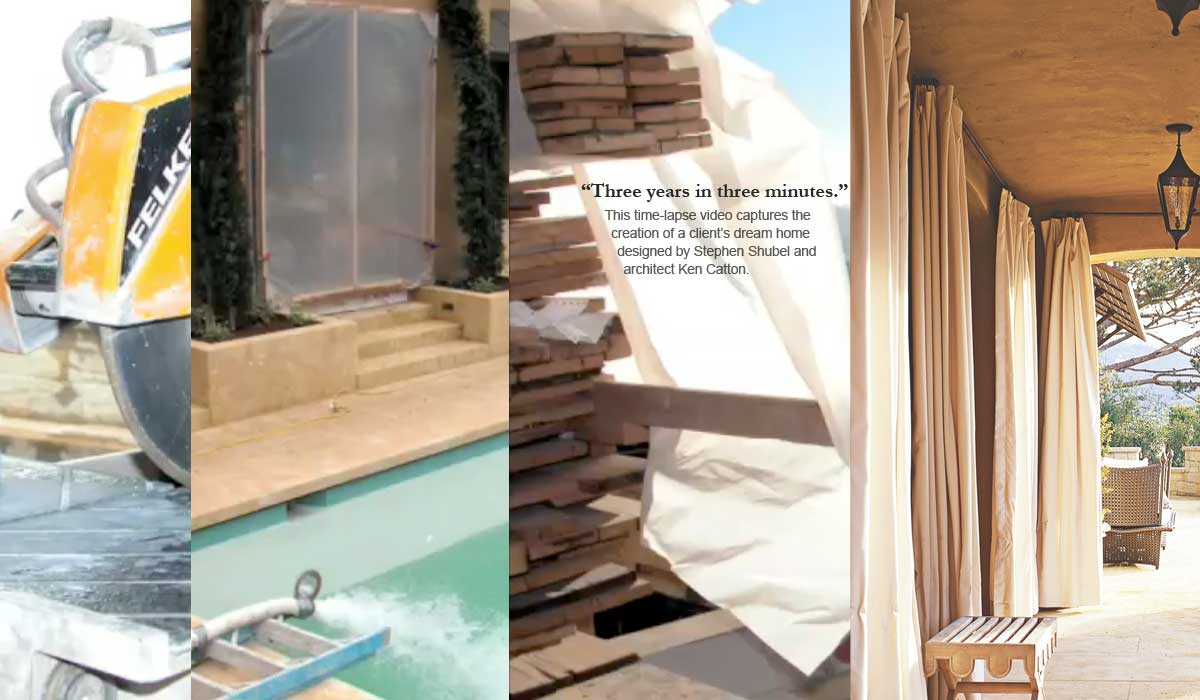 FELKE
“Three years in three minutes.”
This time-lapse video captures the
creation of a client’s dream home
designed by Stephen Shubel and
architect Ken Catton.